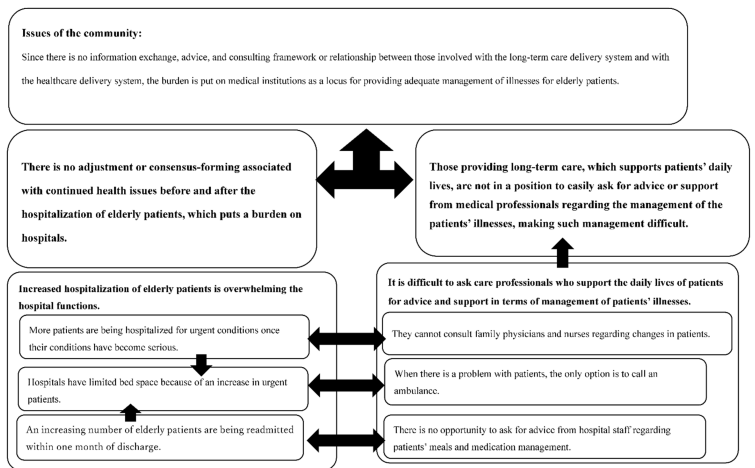 Issues of the community:
Since there is no information exchange, advice, and consulting framework or relationship between those involved with the long-term care delivery system and with
the healthcare delivery system, the burden is put on medical institutions as a locus for providing adequate management of illnesses for elderly patients.
There is no adjustment or consensus-forming associated
with continued health issues before and after the
hospitalization of elderly patients, which puts a burden on
hospitals.
Those providing long-term care, which supports patients' daily
lives, are not in a position to easily ask for advice or support
from medical professionals regarding the management of the
patients' illnesses, making such management difficult.
Increased hospitalization of elderly patients is overwhelming the
hospital functions.
More patients are being hospitalized for urgent conditions once
their conditions have become serious.
Hospitals have limited bed space because of an increase in urgent
patients.
An increasing number of elderly patients are being readmitted
within one month of discharge.
It is difficult to ask care professionals who support the daily lives of patients
for advice and support in terms of management of patients' illnesses.
They cannot consult family physicians and nurses regarding changes in patients.
When there is a problem with patients, the only option is to call an
ambulance.
There is no opportunity to ask for advice from hospital staff regarding
patients' meals and medication management.